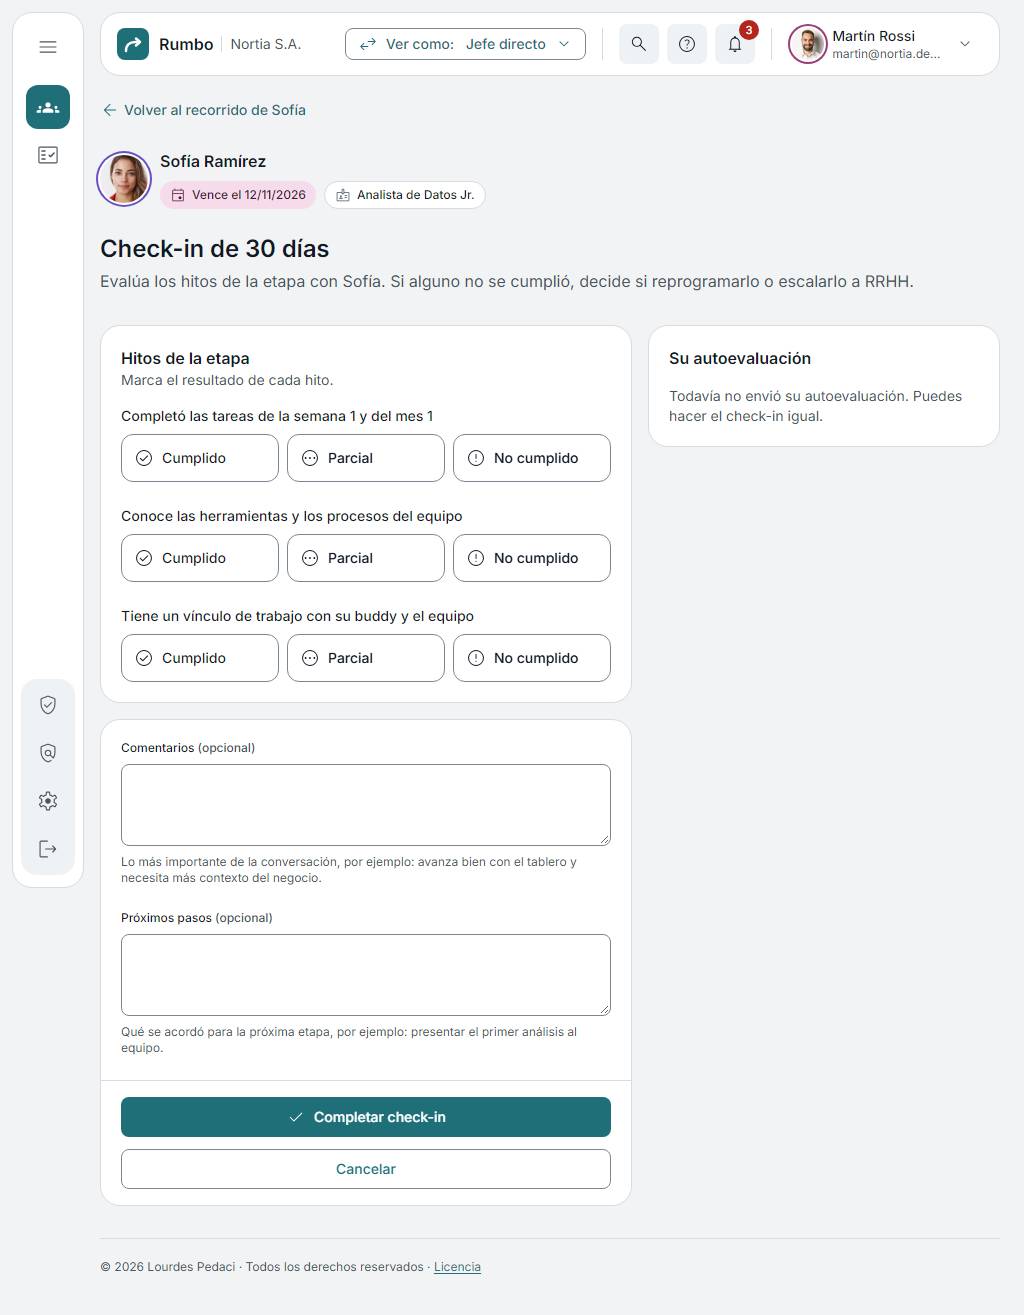 Rumbo
Nortia S.A.
Ver como: Jefe directo
3
Martín Rossi
martin@nortia.de...
Volver al recorrido de Sofía
Sofía Ramírez
Vence el 12/11/2026
Analista de Datos Jr.
Check-in de 30 días
Evalúa los hitos de la etapa con Sofía. Si alguno no se cumplió, decide si reprogramarlo o escalarlo a RRHH.
Hitos de la etapa
Marca el resultado de cada hito.
Completó las tareas de la semana 1 y del mes 1
Cumplido
Parcial
No cumplido
Conoce las herramientas y los procesos del equipo
Cumplido
Parcial
No cumplido
Tiene un vínculo de trabajo con su buddy y el equipo
Cumplido
Parcial
No cumplido
Su autoevaluación
Todavía no envió su autoevaluación. Puedes
hacer el check-in igual.
Comentarios (opcional)
Lo más importante de la conversación, por ejemplo: avanza bien con el tablero y
necesita más contexto del negocio.
Próximos pasos (opcional)
Qué se acordó para la próxima etapa, por ejemplo: presentar el primer análisis al
equipo.
Completar check-in
Cancelar
© 2026 Lourdes Pedaci · Todos los derechos reservados · Licencia